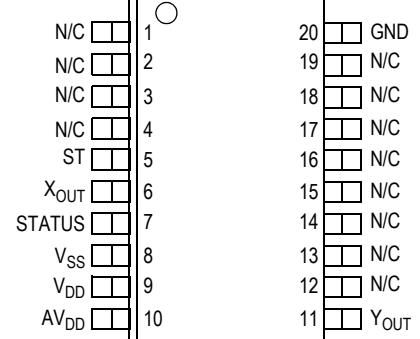 N/C 1 20 GND
N/C 2 19 N/C
N/C 3 18 N/C
N/C 4 17 N/C
ST 5 16 N/C
XOUT 6 15 N/C
STATUS 7 14 N/C
VSS 8 13 N/C
VDD 9 12 N/C
AVDD 10 11 YOUT